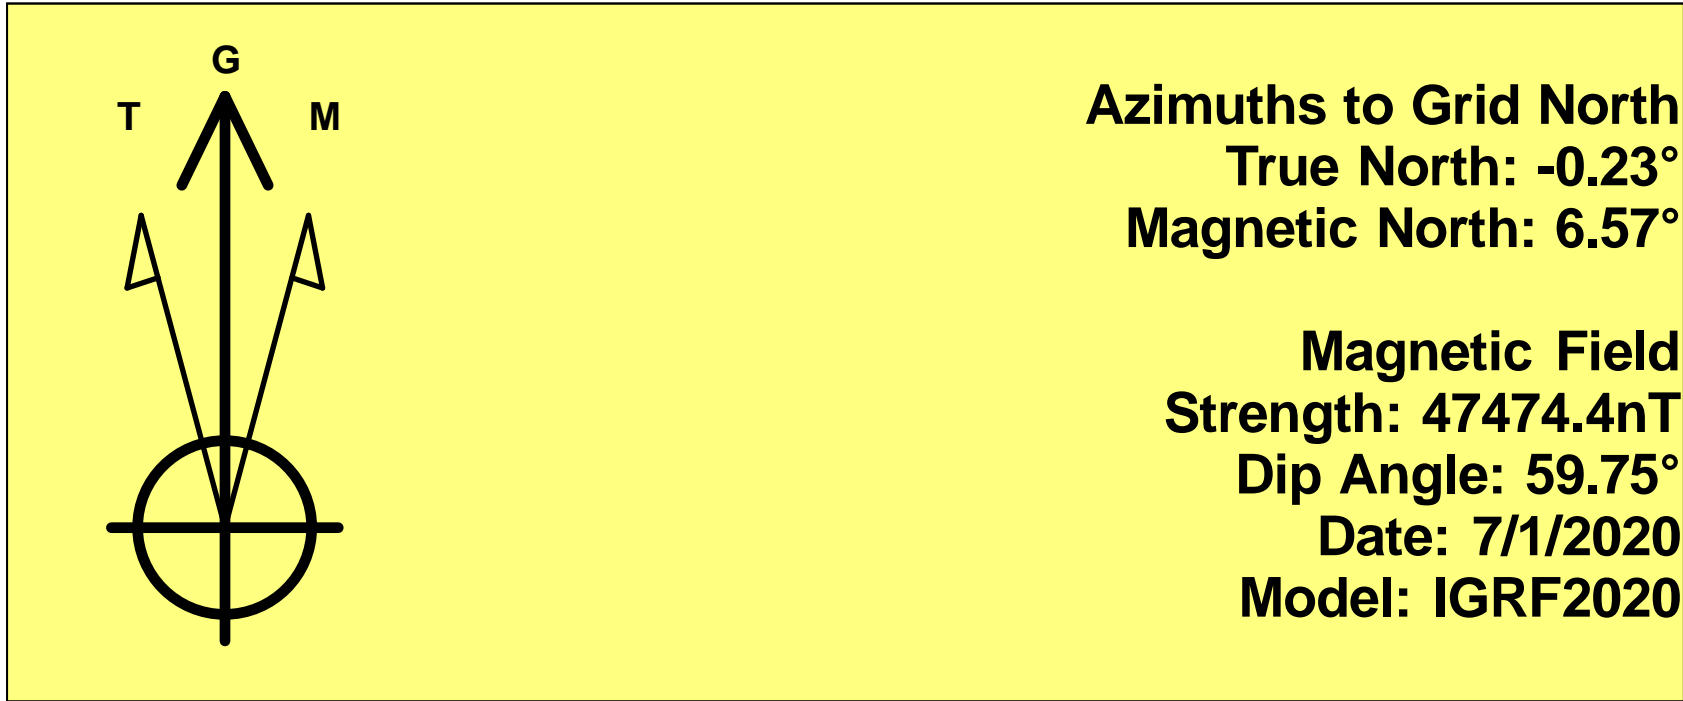 G
T
M
Azimuths to Grid North
True North: -0.23°
Magnetic North: 6.57°
Magnetic Field
Strength: 47474.4nT
Dip Angle: 59.75°
Date: 7/1/2020
Model: IGRF2020